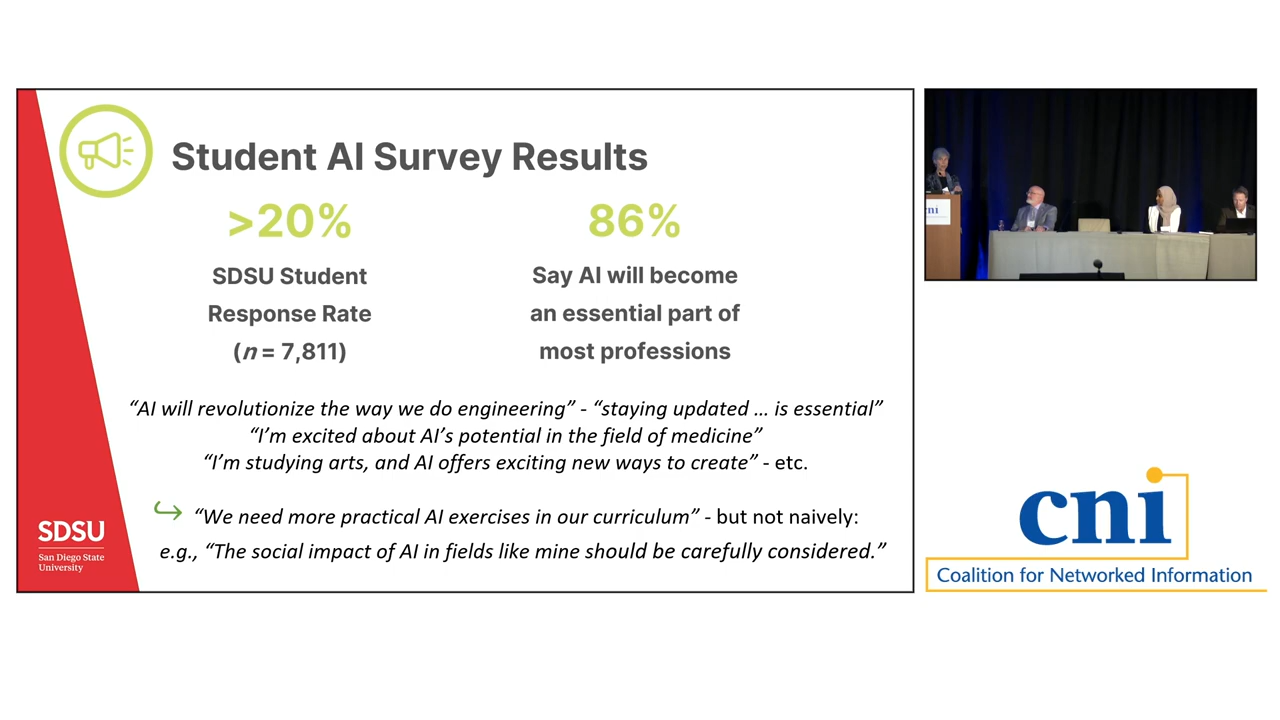 Student AI Survey Results
>20%
SDSU Student
Response Rate
(n = 7,811)
86%
Say AI will become
an essential part of
most professions
“AI will revolutionize the way we do engineering” - “staying updated … is essential”
“I’m excited about AI’s potential in the field of medicine”
“I’m studying arts, and AI offers exciting new ways to create” - etc.
↪ “We need more practical AI exercises in our curriculum” - but not naively:
e.g., “The social impact of AI in fields like mine should be carefully considered.”
SDSU
San Diego State
University
cni
cni
Coalition for Networked Information